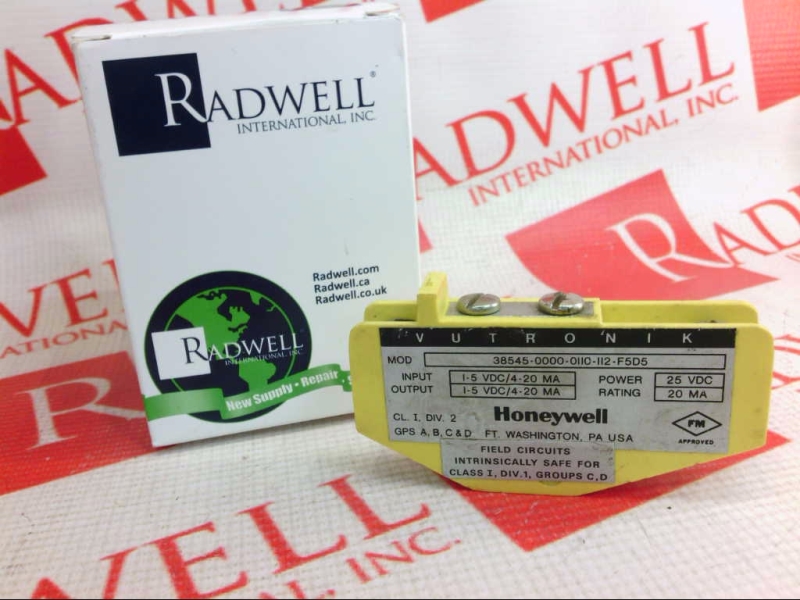 RADWELL®
INTERNATIONAL, INC.
Radwell.com
Radwell.ca
Radwell.co.uk
RADWELL
INTERNATIONAL, INC.
New Supply • Repair •
RADWELL
INTERNATIONAL, INC.
RADWELL
INTERNATIONAL, INC.
VUTRONIK
MOD 38545-0000-0110-112-F5D5
INPUT 1-5 VDC/4-20 MA POWER 25 VDC
OUTPUT 1-5 VDC/4-20 MA RATING 20 MA
CL. I, DIV. 2 Honeywell FM
GPS A, B, C & D FT. WASHINGTON, PA USA APPROVED
FIELD CIRCUITS
INTRINSICALLY SAFE FOR
CLASS I, DIV.1, GROUPS C,D